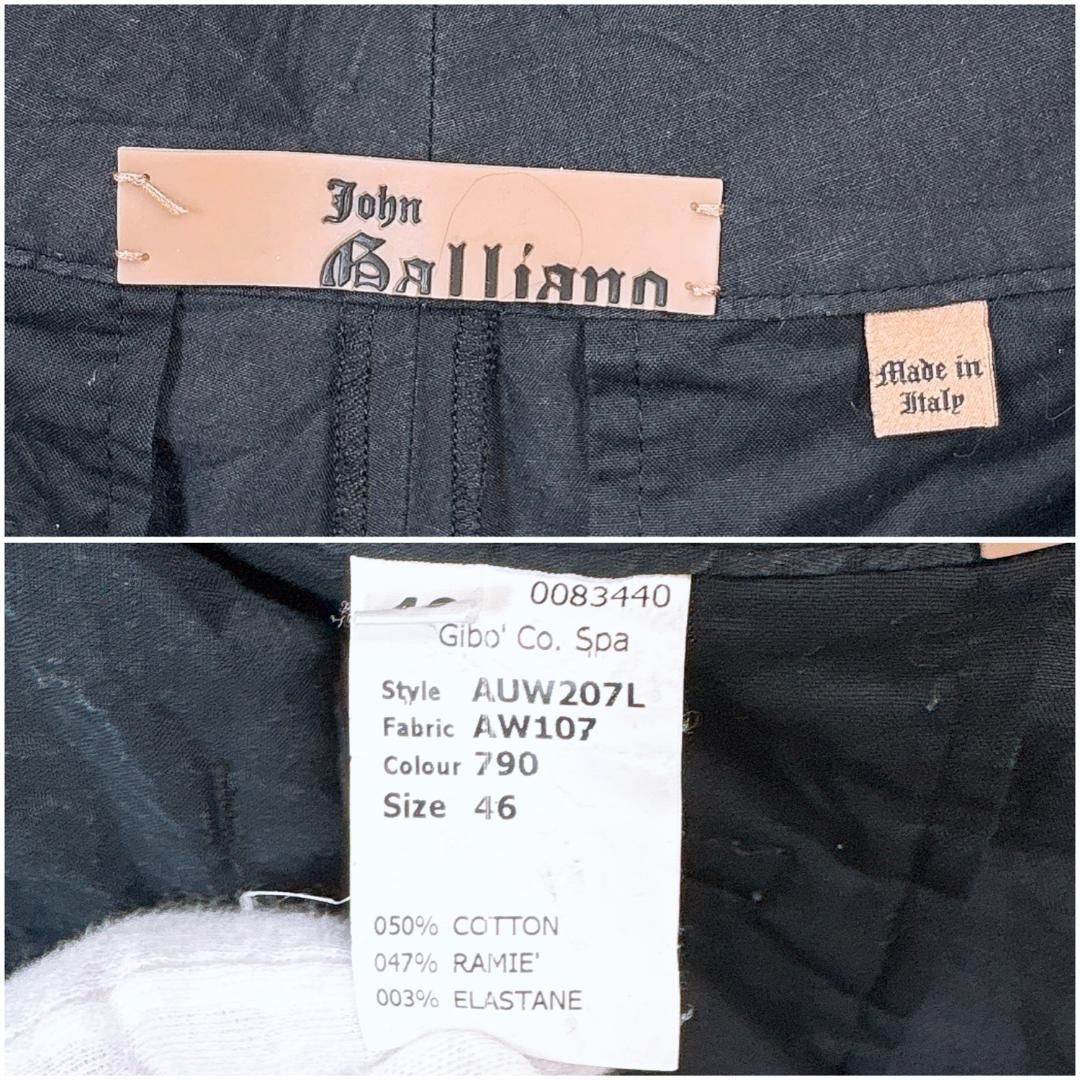 John
Galliano
Made in
Italy
0083440
Gibo' Co. Spa
Style AUW207L
Fabric AW107
Colour 790
Size 46
050% COTTON
047% RAMIE'
003% ELASTANE